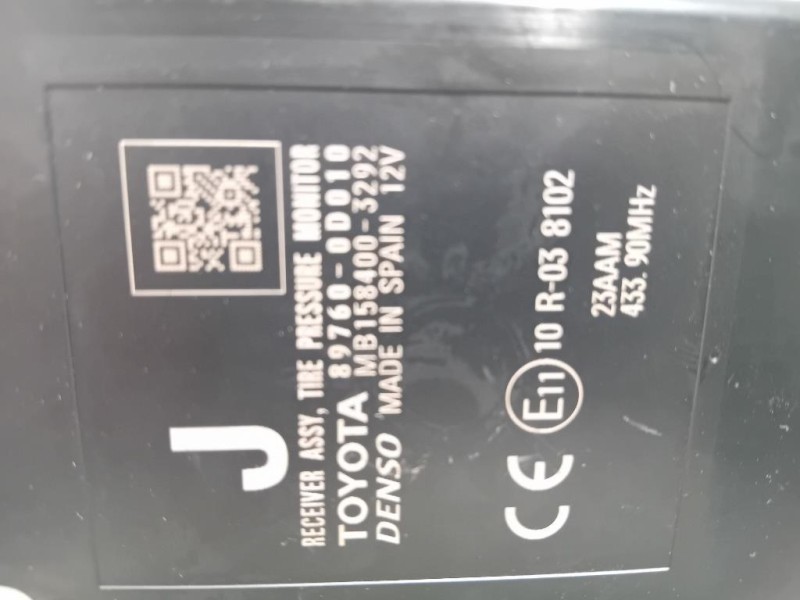 J
RECEIVER ASSY, TIRE PRESSURE MONITOR
TOYOTA 89760-0D010
MB158400-3292
DENSO MADE IN SPAIN 12V
CE E11 10 R-03 8102
23AAM
433.90MHz